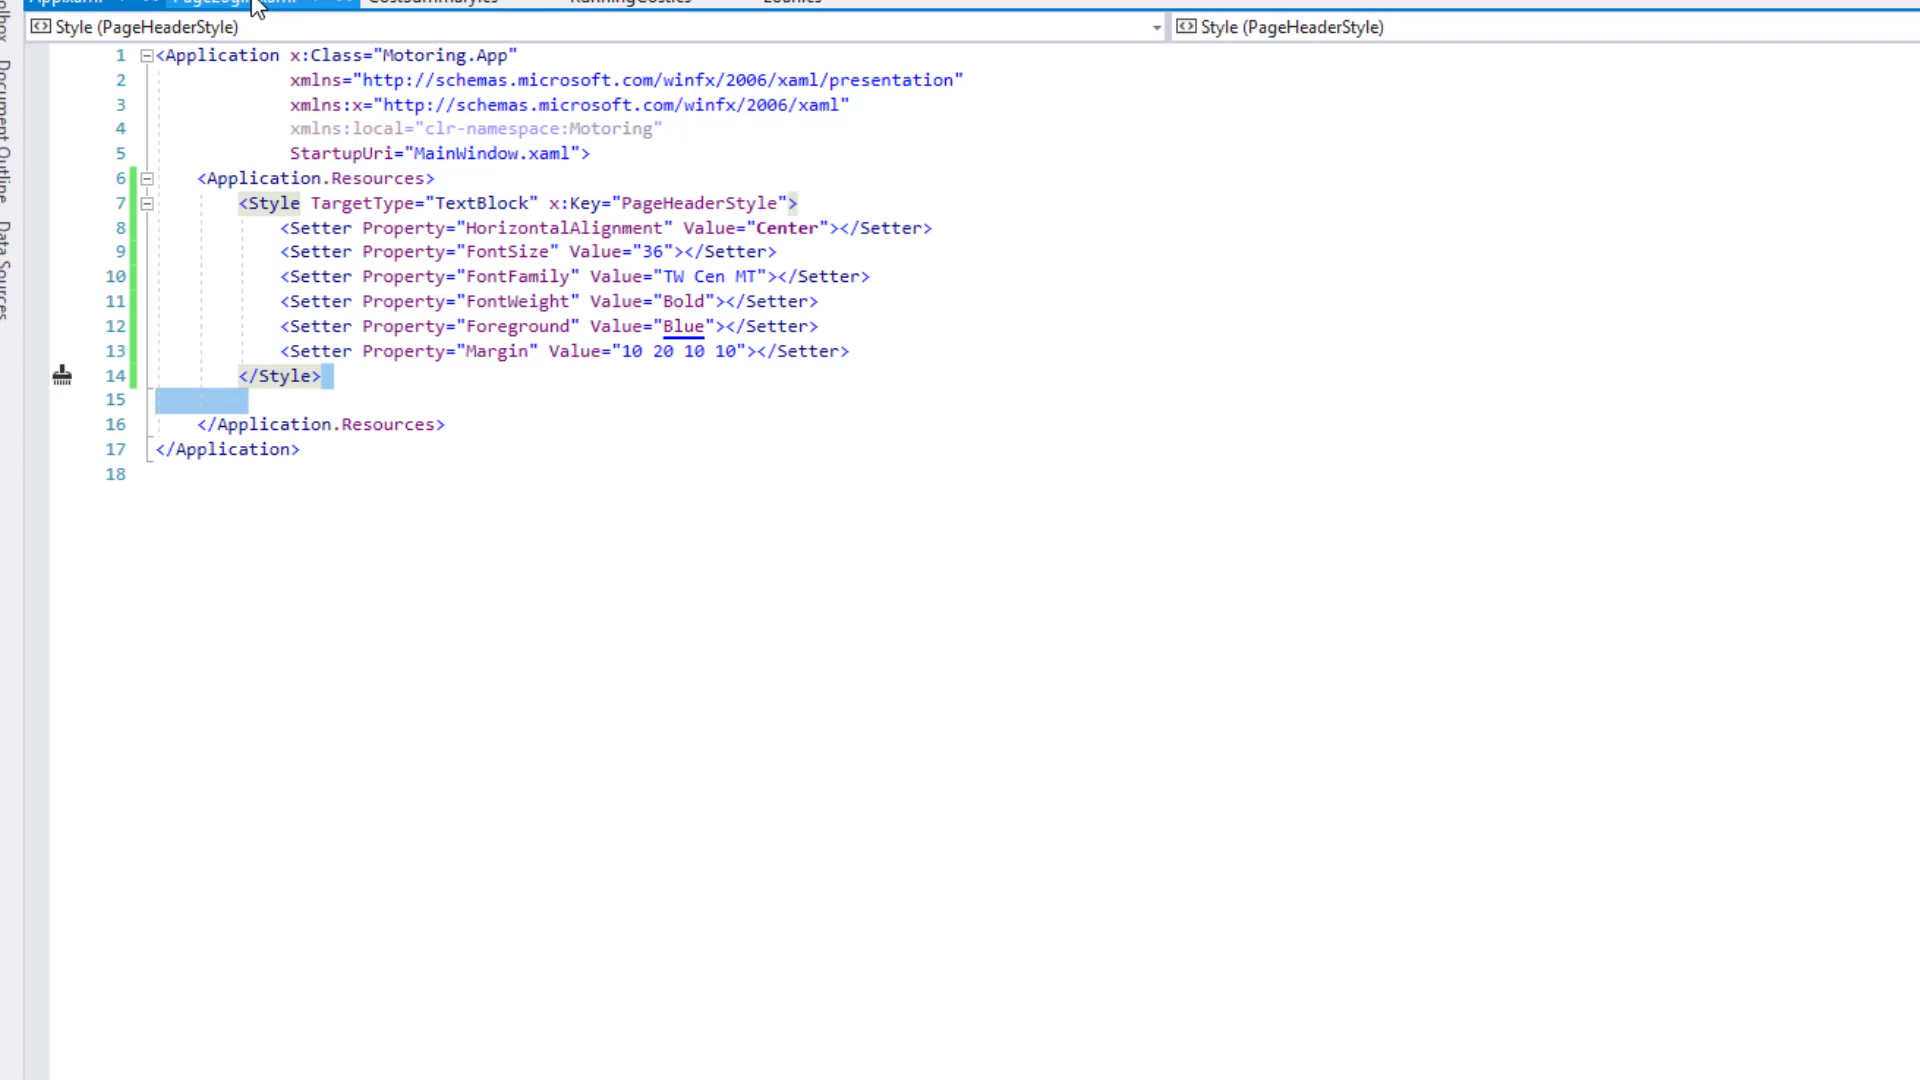 Style (PageHeaderStyle) Style (PageHeaderStyle)
1 <Application x:Class="Motoring.App"
2 xmlns="http://schemas.microsoft.com/winfx/2006/xaml/presentation"
3 xmlns:x="http://schemas.microsoft.com/winfx/2006/xaml"
4 xmlns:local="clr-namespace:Motoring"
5 StartupUri="MainWindow.xaml">
6 <Application.Resources>
7 <Style TargetType="TextBlock" x:Key="PageHeaderStyle">
8 <Setter Property="HorizontalAlignment" Value="Center"></Setter>
9 <Setter Property="FontSize" Value="36"></Setter>
10 <Setter Property="FontFamily" Value="TW Cen MT"></Setter>
11 <Setter Property="FontWeight" Value="Bold"></Setter>
12 <Setter Property="Foreground" Value="Blue"></Setter>
13 <Setter Property="Margin" Value="10 20 10 10"></Setter>
14 </Style>
15
16 </Application.Resources>
17 </Application>
18
Document Outline
Data Sources